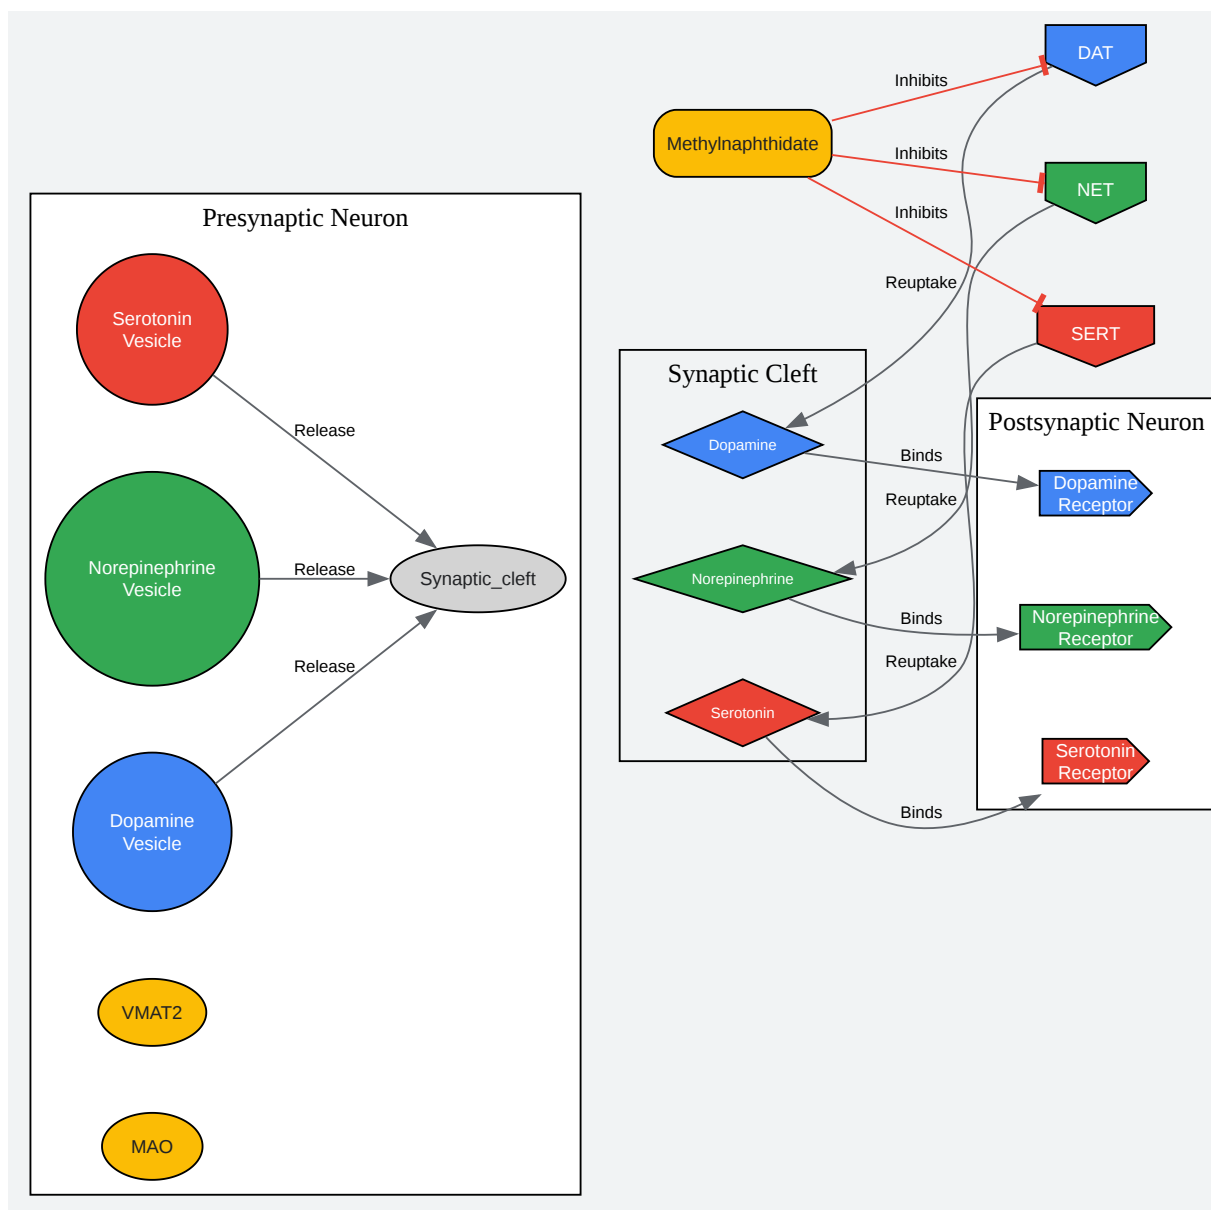 DAT
Inhibits
Methylnaphthidate
Inhibits
NET
Inhibits
Presynaptic Neuron
Reuptake
Serotonin
Vesicle
SERT
Synaptic Cleft
Postsynaptic Neuron
Release
Dopamine
Binds
Dopamine
Receptor
Reuptake
Norepinephrine
Vesicle
Release
Synaptic_cleft
Norepinephrine
Binds
Norepinephrine
Receptor
Release
Reuptake
Serotonin
Serotonin
Receptor
Binds
Dopamine
Vesicle
VMAT2
MAO